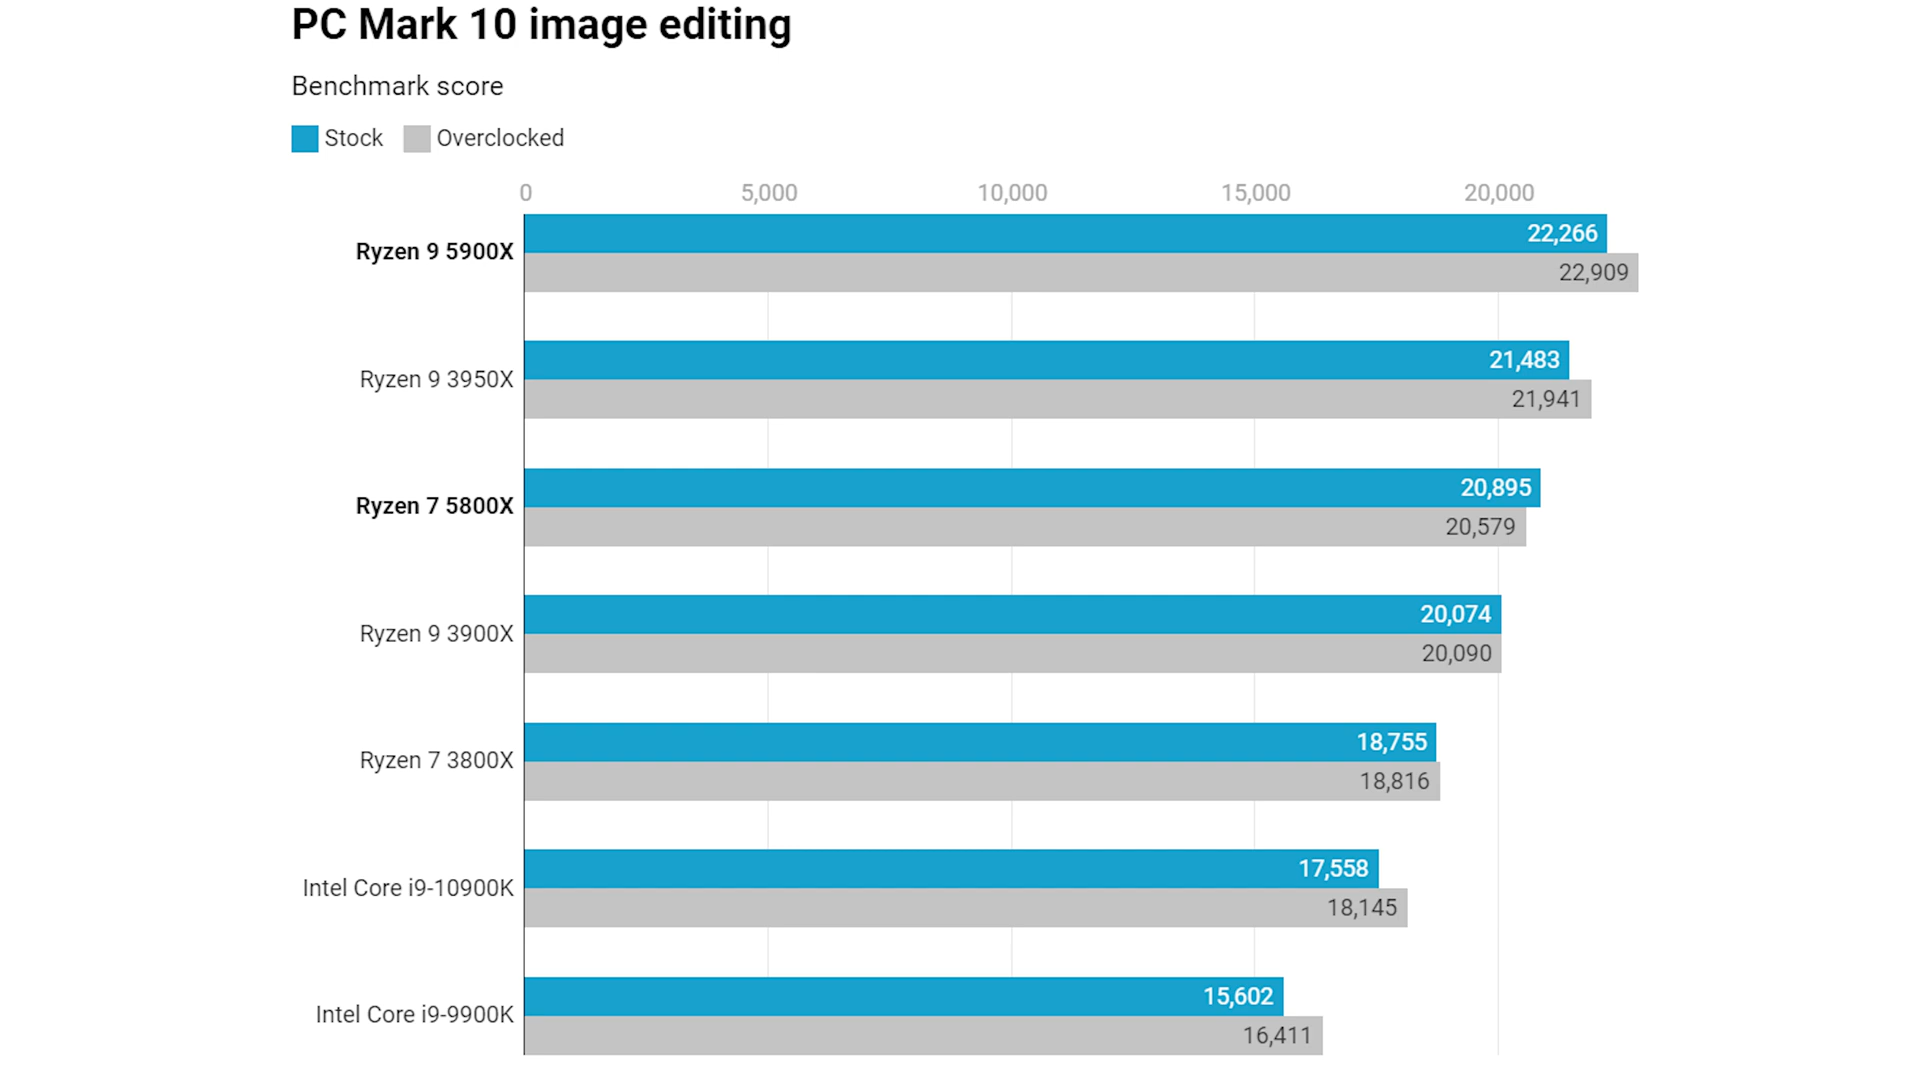 PC Mark 10 image editing
Benchmark score
Stock Overclocked
0 5,000 10,000 15,000 20,000
Ryzen 9 5900X 22,266
22,909
Ryzen 9 3950X 21,483
21,941
Ryzen 7 5800X 20,895
20,579
Ryzen 9 3900X 20,074
20,090
Ryzen 7 3800X 18,755
18,816
Intel Core i9-10900K 17,558
18,145
Intel Core i9-9900K 15,602
16,411